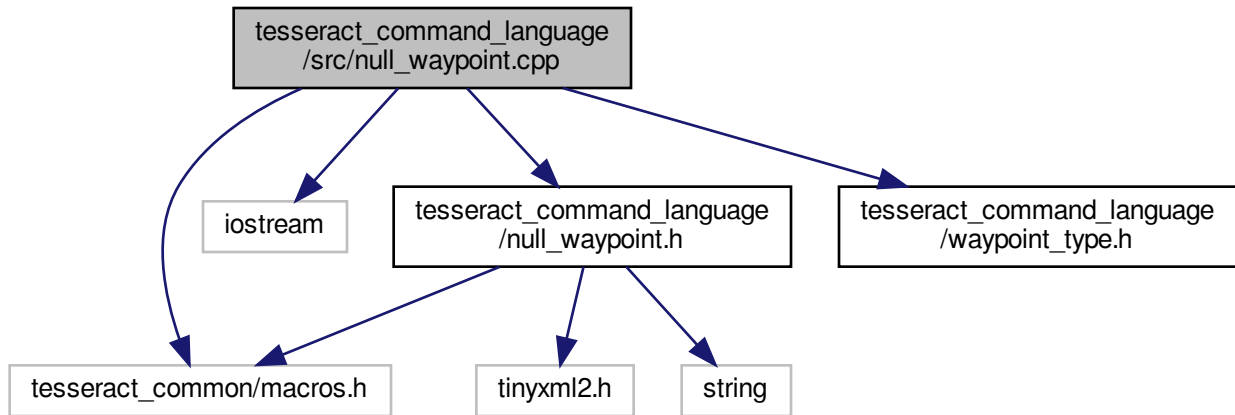 tesseract_command_language
/src/null_waypoint.cpp
iostream
tesseract_command_language
/null_waypoint.h
tesseract_command_language
/waypoint_type.h
tesseract_common/macros.h
tinyxml2.h
string